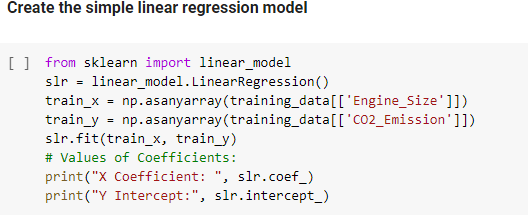 Create the simple linear regression model
[ ] from sklearn import linear_model
slr = linear_model.LinearRegression()
train_x = np.asanyarray(training_data[['Engine_Size']])
train_y = np.asanyarray(training_data[['CO2_Emission']])
slr.fit(train_x, train_y)
# Values of Coefficients:
print("X Coefficient: ", slr.coef_)
print("Y Intercept:", slr.intercept_)